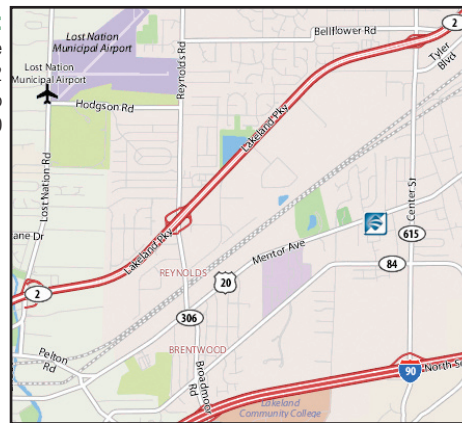 Lost Nation
Municipal Airport
Lost Nation
Municipal Airport
Hodgson Rd
Reynolds Rd
Bellflower Rd
2
Tyler
Blvd
Lost Nation Rd
Lakeland Pky
Center St
615
84
ane Dr
Lakeland Pky
Mentor Ave
REYNOLDS
20
2
306
BRENTWOOD
Pelton
Rd
Broadmoor
Rd
90
Lakeland
Community College